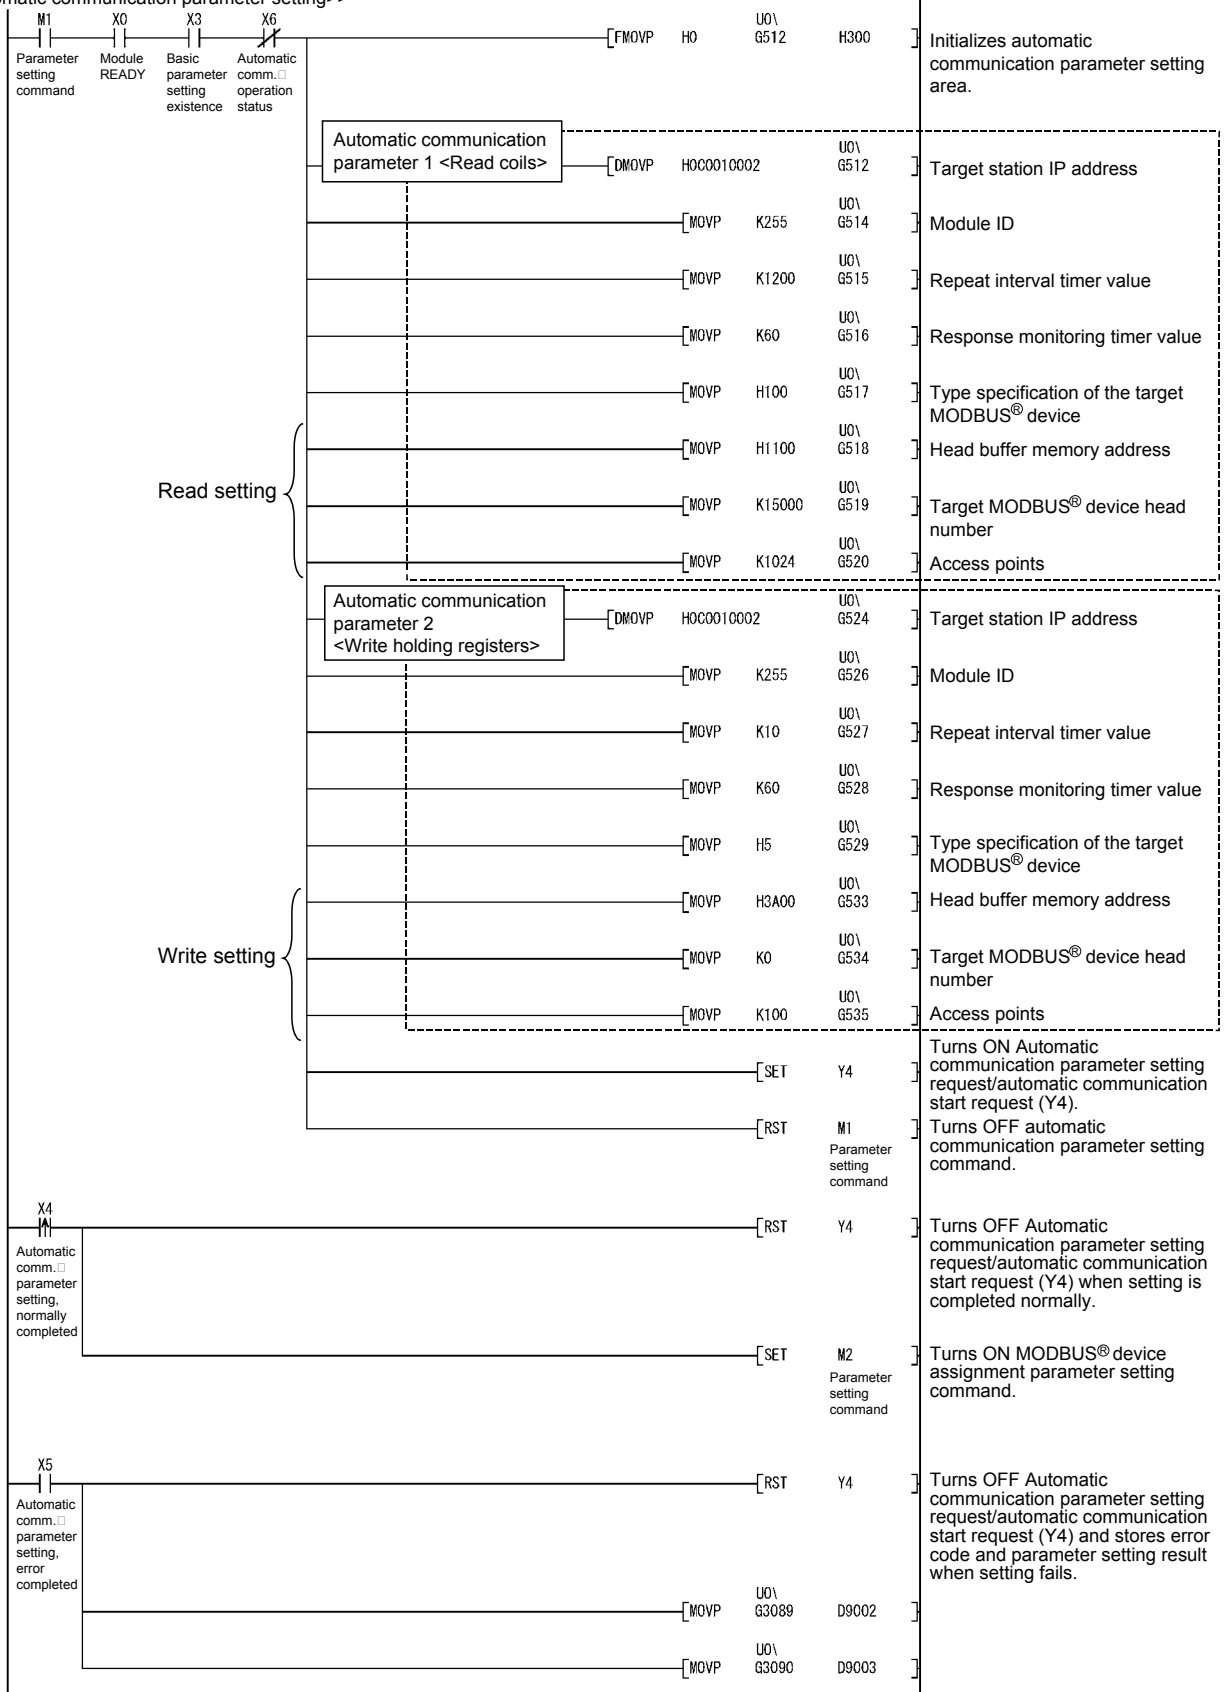 matic communication parameter setting>>
M1 X0 X3 X6
Parameter setting command
Module READY
Basic parameter setting existence
Automatic comm.□ operation status
U0\
[FMOVP H0 G512 H300 ]
Initializes automatic
communication parameter setting
area.
Automatic communication
parameter 1 <Read coils>
U0\
[DMOVP H0C0010002 G512 ]
Target station IP address
U0\
[MOVP K255 G514 ]
Module ID
U0\
[MOVP K1200 G515 ]
Repeat interval timer value
U0\
[MOVP K60 G516 ]
Response monitoring timer value
U0\
[MOVP H100 G517 ]
Type specification of the target
MODBUS® device
Read setting
U0\
[MOVP H1100 G518 ]
Head buffer memory address
U0\
[MOVP K15000 G519 ]
Target MODBUS® device head
number
U0\
[MOVP K1024 G520 ]
Access points
Automatic communication
parameter 2
<Write holding registers>
U0\
[DMOVP H0C0010002 G524 ]
Target station IP address
U0\
[MOVP K255 G526 ]
Module ID
U0\
[MOVP K10 G527 ]
Repeat interval timer value
U0\
[MOVP K60 G528 ]
Response monitoring timer value
U0\
[MOVP H5 G529 ]
Type specification of the target
MODBUS® device
Write setting
U0\
[MOVP H3A00 G533 ]
Head buffer memory address
U0\
[MOVP K0 G534 ]
Target MODBUS® device head
number
U0\
[MOVP K100 G535 ]
Access points
[SET Y4 ]
Turns ON Automatic
communication parameter setting
request/automatic communication
start request (Y4).
[RST M1 ]
Parameter
setting
command
Turns OFF automatic
communication parameter setting
command.
X4
Automatic
comm.□
parameter
setting,
normally
completed
[RST Y4 ]
Turns OFF Automatic
communication parameter setting
request/automatic communication
start request (Y4) when setting is
completed normally.
[SET M2 ]
Parameter
setting
command
Turns ON MODBUS® device
assignment parameter setting
command.
X5
Automatic
comm.□
parameter
setting,
error
completed
[RST Y4 ]
Turns OFF Automatic
communication parameter setting
request/automatic communication
start request (Y4) and stores error
code and parameter setting result
when setting fails.
U0\
[MOVP G3089 D9002 ]
U0\
[MOVP G3090 D9003 ]